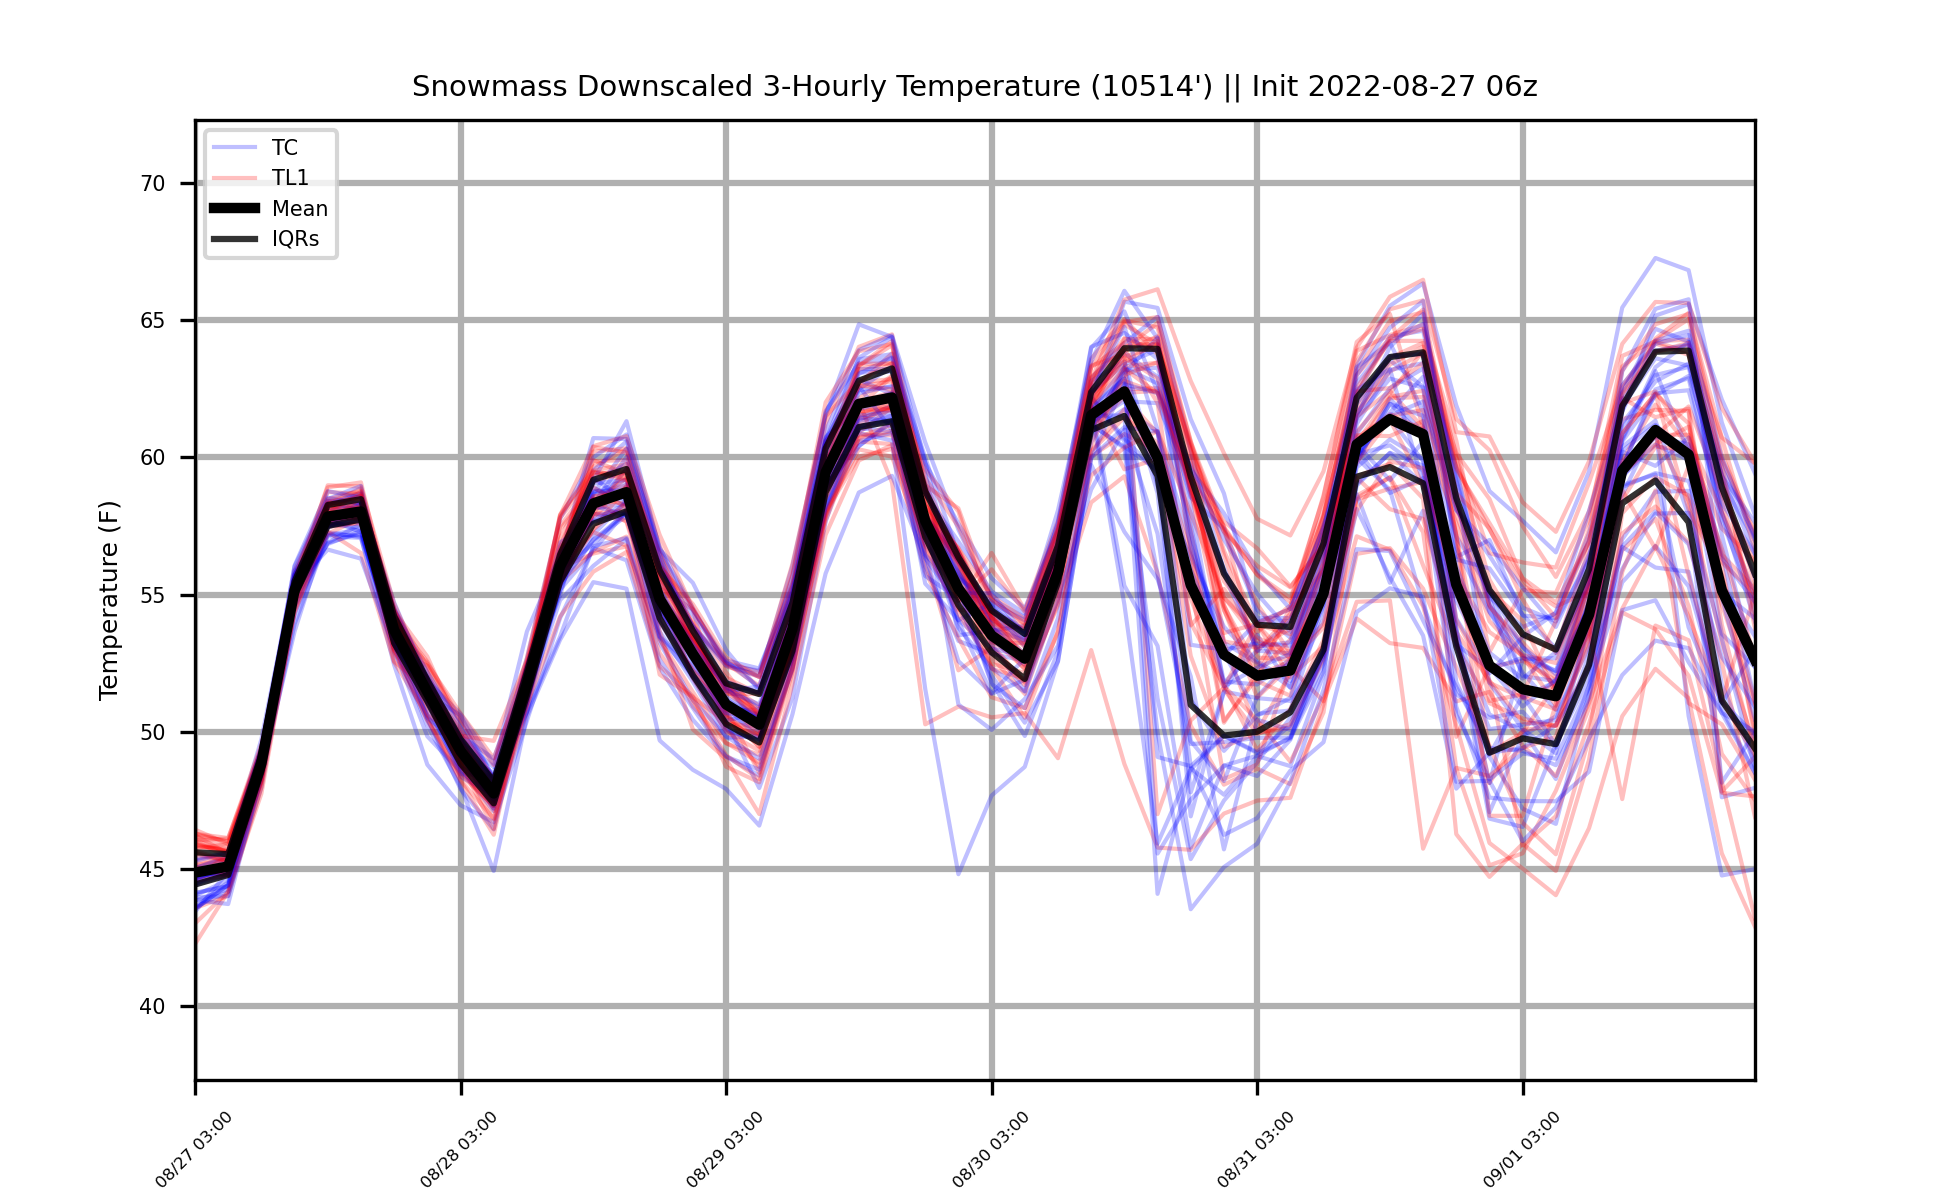 Snowmass Downscaled 3-Hourly Temperature (10514') || Init 2022-08-27 06z
TC
TL1
Mean
IQRs
Temperature (F)
70
65
60
55
50
45
40
08/27 03:00
08/28 03:00
08/29 03:00
08/30 03:00
08/31 03:00
09/01 03:00